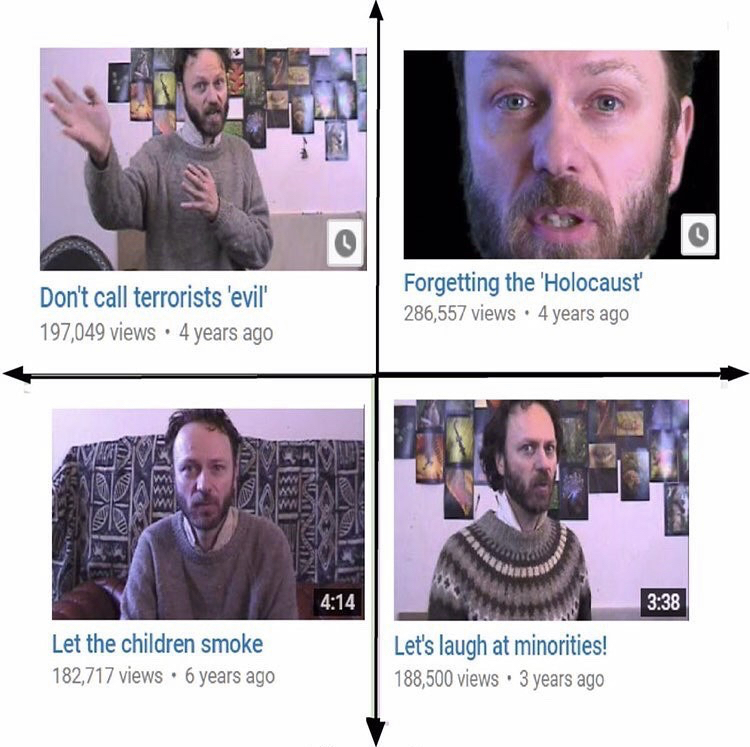 Don't call terrorists 'evil'
197,049 views • 4 years ago
Forgetting the 'Holocaust'
286,557 views • 4 years ago
4:14
Let the children smoke
182,717 views • 6 years ago
3:38
Let's laugh at minorities!
188,500 views • 3 years ago